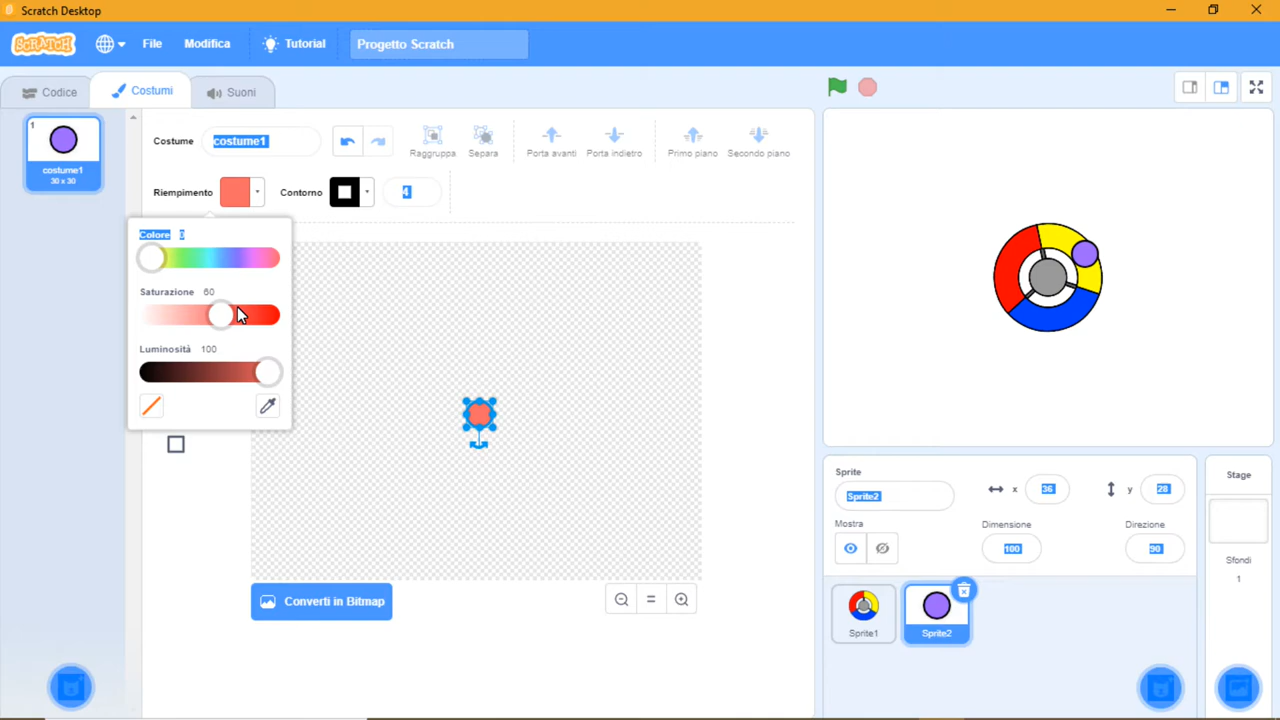 Scratch Desktop
SCRATCH File Modifica Tutorial Progetto Scratch
Codice Costumi Suoni
1
costume1
30 x 30
Costume costume1 Raggruppa Separa Porta avanti Porta indietro Primo piano Secondo piano
Riempimento Contorno 4
Colore 0
Saturazione 60
Luminosità 100
Converti in Bitmap
Sprite
Sprite2 x 36 y 28
Mostra Dimensione Direzione
100 90
Sprite1 Sprite2
Stage
Sfondi
1